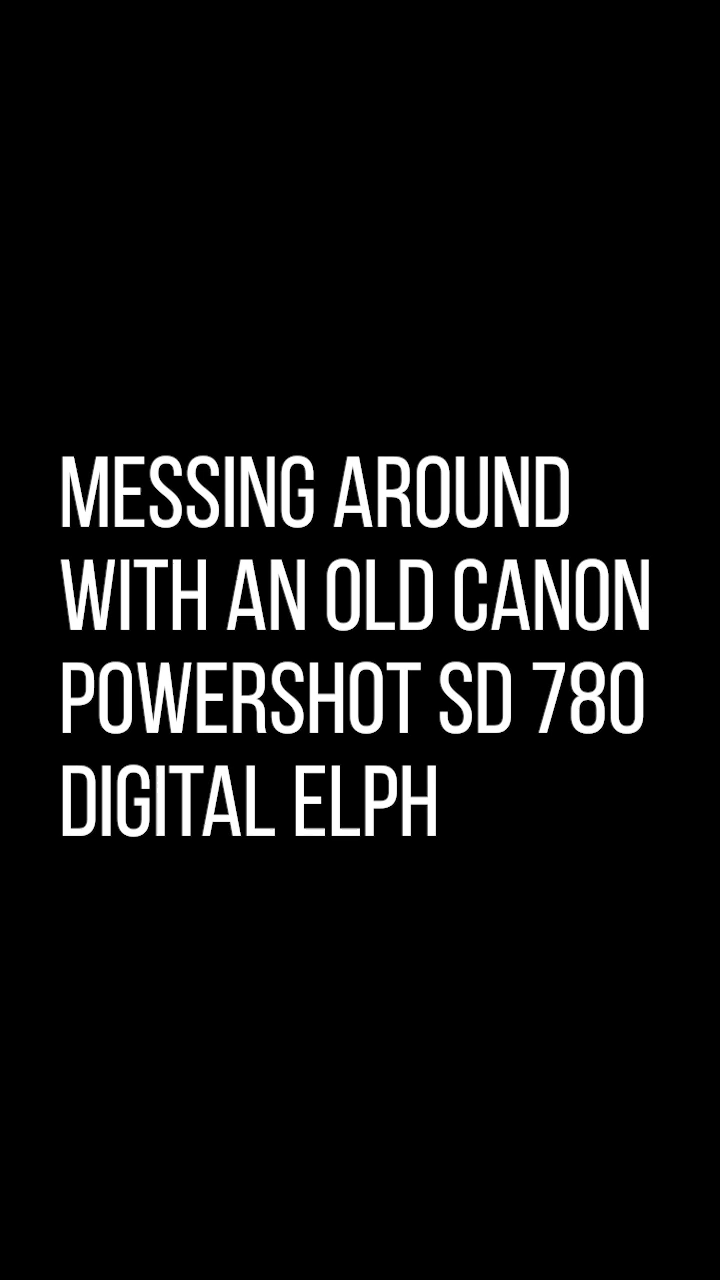 MESSING AROUND
WITH AN OLD CANON
POWERSHOT SD 780
DIGITAL ELPH